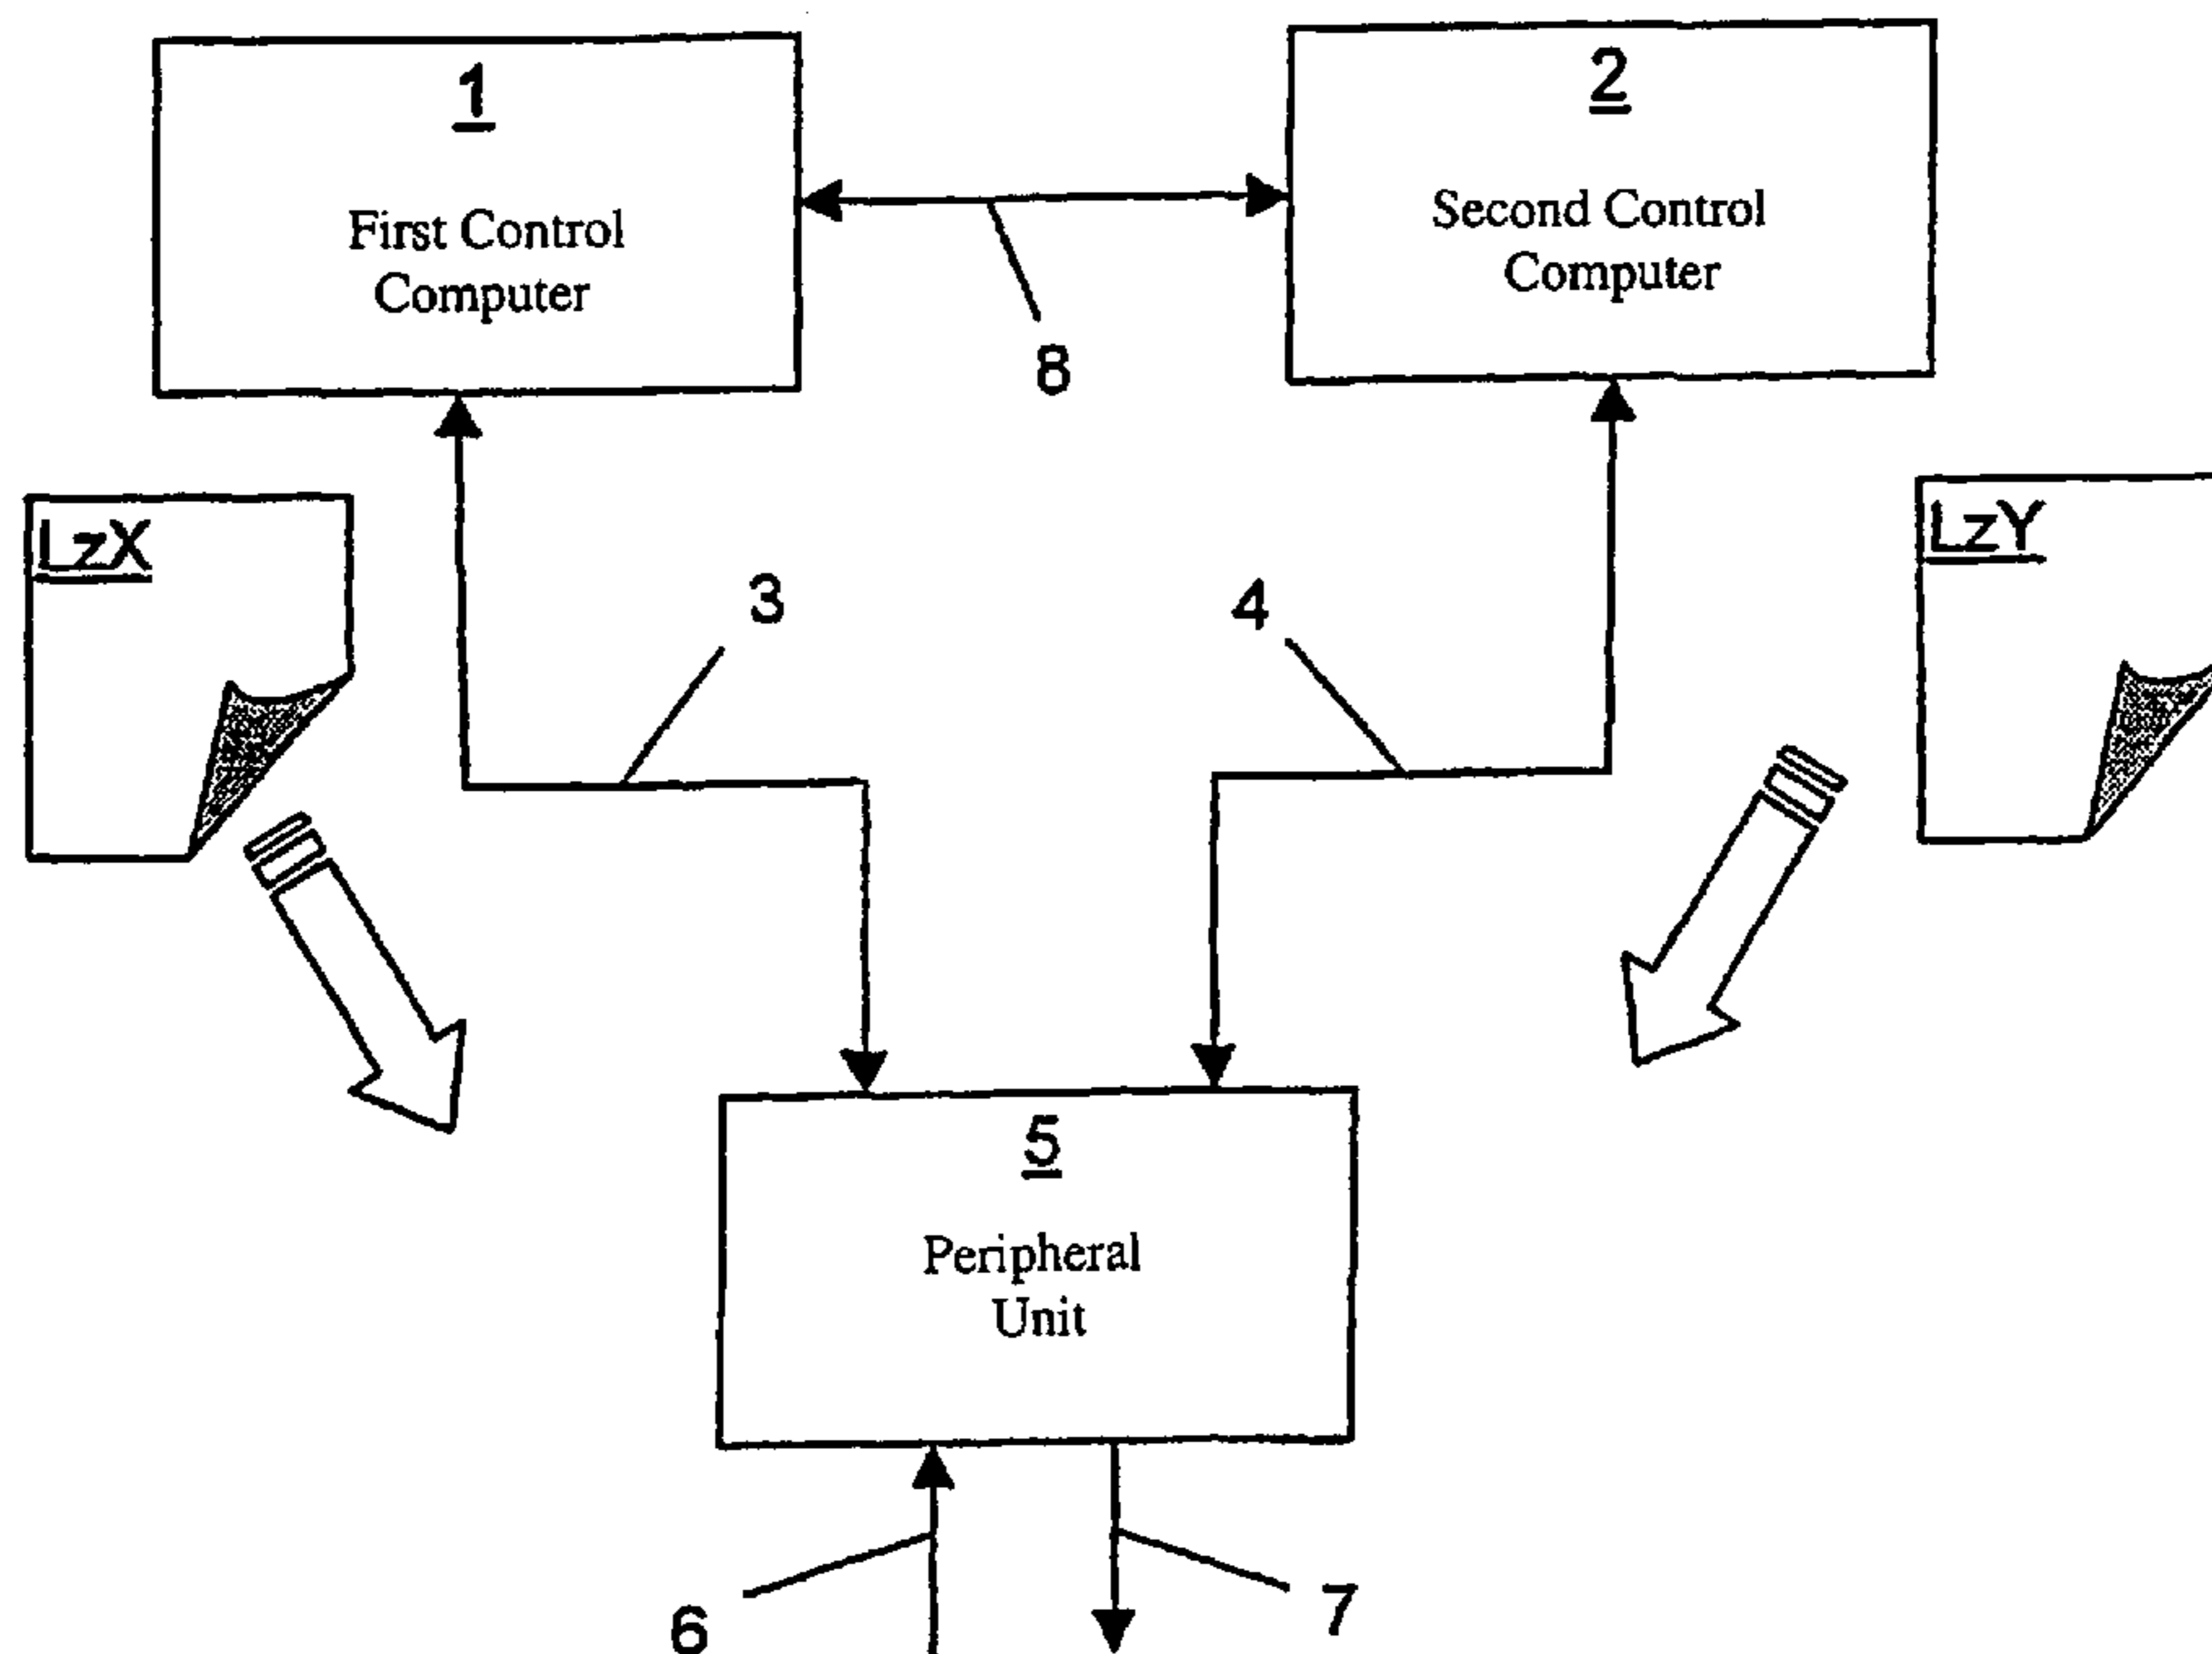 1
First Control
Computer
2
Second Control
Computer
8
LzX
LzY
3
4
5
Peripheral
Unit
6
7